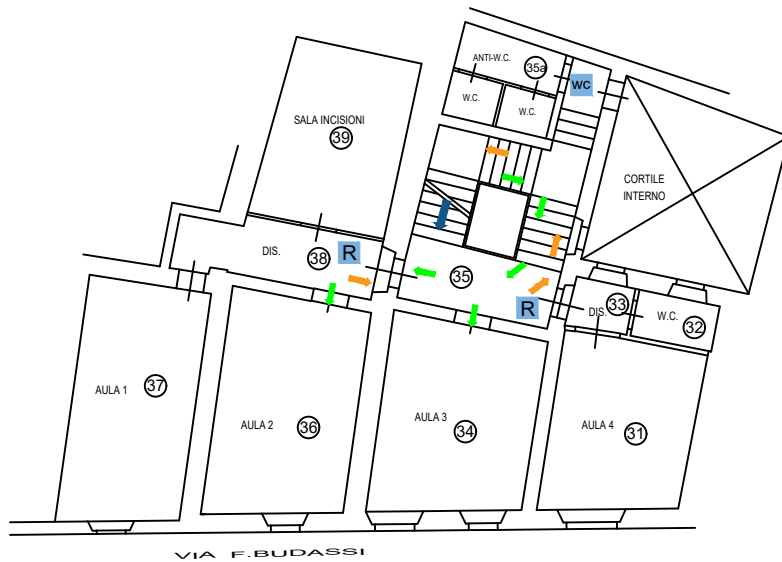 ANTI-W.C.
35a
WC
W.C.
W.C.
SALA INCISIONI
39
CORTILE
INTERNO
DIS.
38
R
35
R
33
DIS.
W.C.
32
AULA 1
37
AULA 2
36
AULA 3
34
AULA 4
31
VIA F.BUDASSI